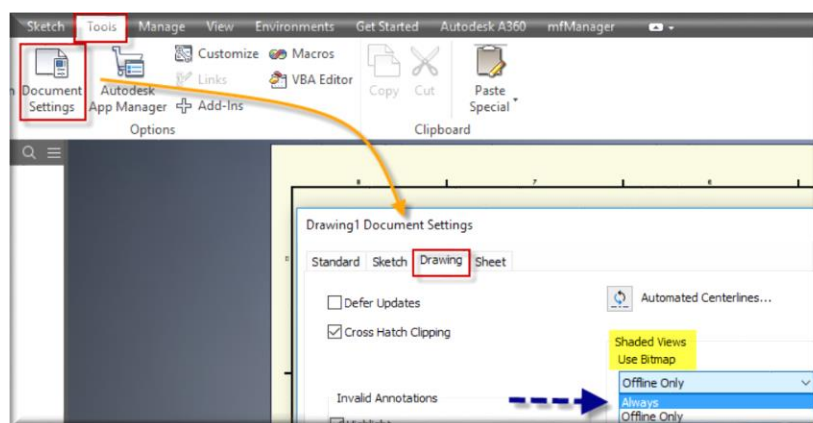 Sketch Tools Manage View Environments Get Started Autodesk A360 mfManager
Document Settings
Autodesk App Manager
Customize
Links
Add-Ins
Macros
VBA Editor
Copy
Cut
Paste Special
Options
Clipboard
Drawing1 Document Settings
Standard Sketch Drawing Sheet
Defer Updates
Automated Centerlines...
Cross Hatch Clipping
Shaded Views
Use Bitmap
Offline Only
Invalid Annotations
Always
Offline Only